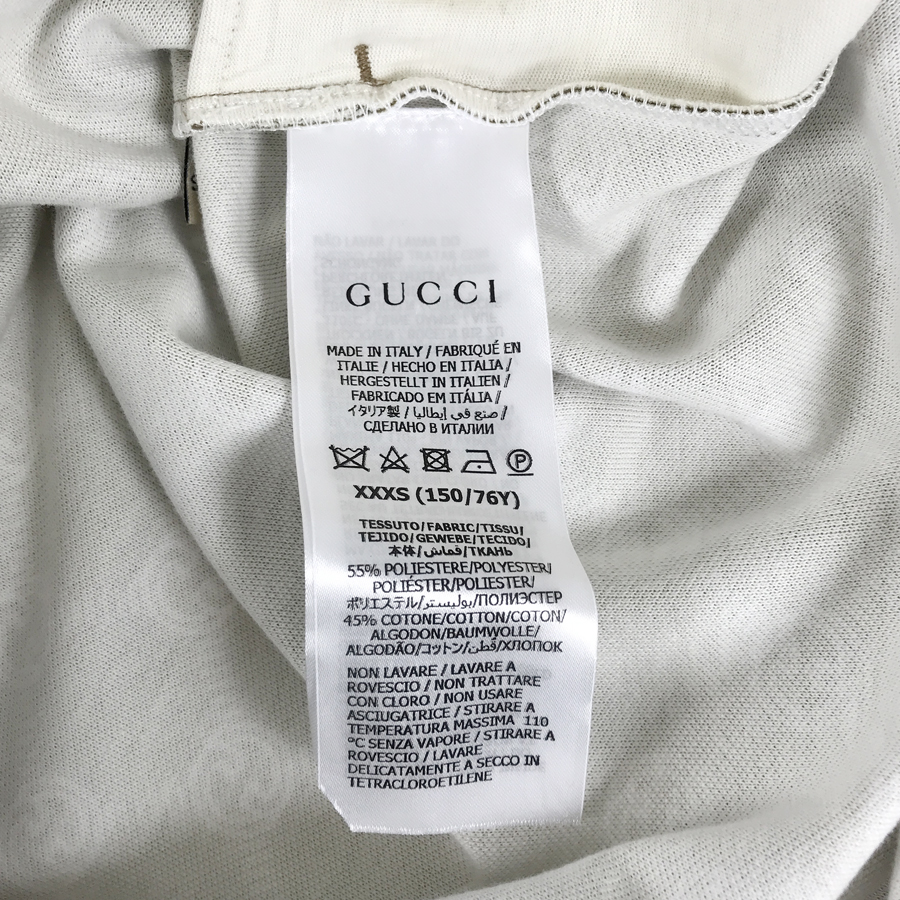 GUCCI
MADE IN ITALY / FABRIQUÉ EN
ITALIE / HECHO EN ITALIA /
HERGESTELLT IN ITALIEN /
FABRICADO EM ITÁLIA /
イタリア製 / صنع في إيطاليا /
СДЕЛАНО В ИТАЛИИ
P
XXXS (150/76Y)
TESSUTO/FABRIC/TISSU/
TEJIDO/GEWEBE/TECIDO/
本体/قماش/ТКАНЬ
55% POLIESTERE/POLYESTER/
POLIÉSTER/POLIESTER/
ポリエステル/بوليستر/ПОЛИЭСТЕР
45% COTONE/COTTON/COTON/
ALGODON/BAUMWOLLE/
ALGODÃO/コットン/قطن/ХЛОПОК
NON LAVARE / LAVARE A
ROVESCIO / NON TRATTARE
CON CLORO / NON USARE
ASCIUGATRICE / STIRARE A
TEMPERATURA MASSIMA 110
°C SENZA VAPORE / STIRARE A
ROVESCIO / LAVARE
DELICATAMENTE A SECCO IN
TETRACLOROETILENE